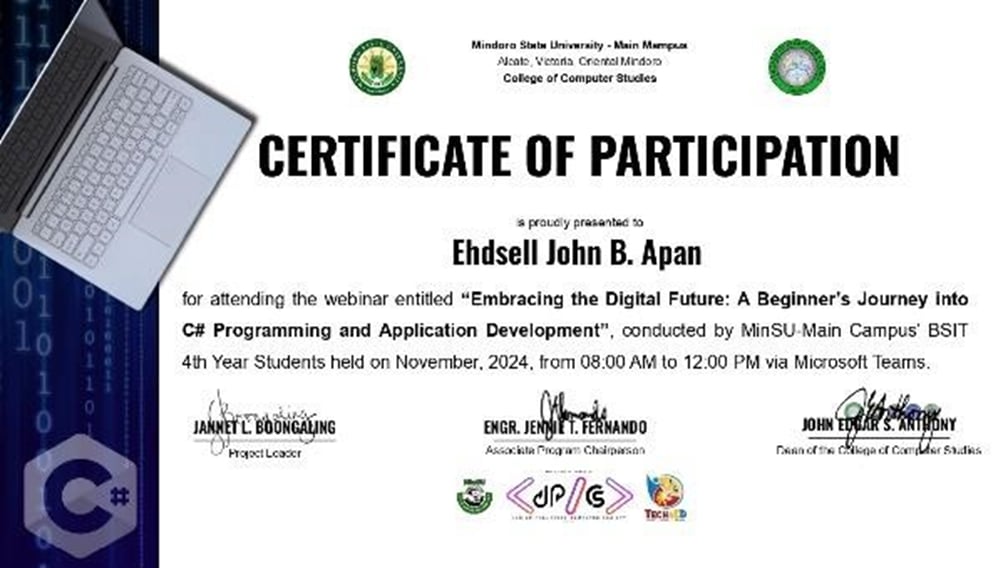 Mindoro State University - Main Mampus
Alcate, Victoria, Oriental Mindoro
College of Computer Studies
CERTIFICATE OF PARTICIPATION
is proudly presented to
Ehdsell John B. Apan
for attending the webinar entitled “Embracing the Digital Future: A Beginner’s Journey into
C# Programming and Application Development”, conducted by MinSU-Main Campus’ BSIT
4th Year Students held on November, 2024, from 08:00 AM to 12:00 PM via Microsoft Teams.
JANNET L. BOONGALING
ENGR. JENNIE T. FERNANDO
JOHN EDGAR S. ANTHONY
Project Leader
Associate Program Chairperson
Dean of the College of Computer Studies
C#